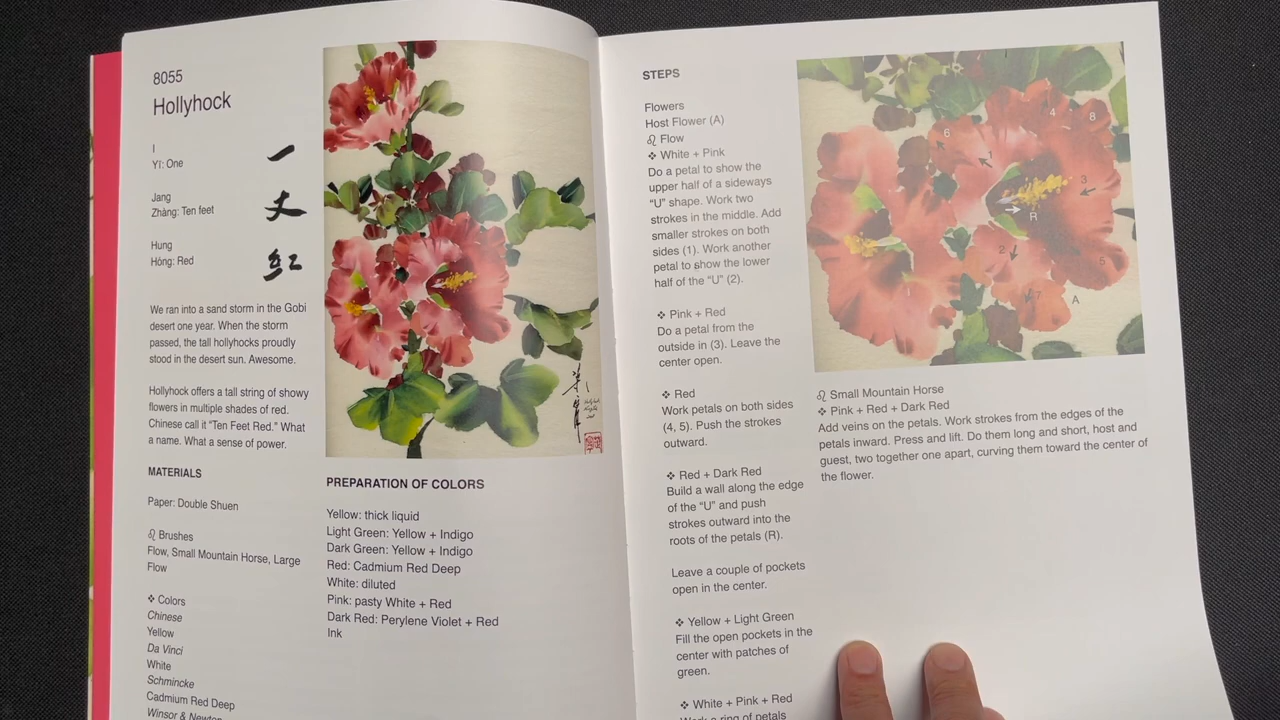 8055
Hollyhock
I
Yī: One
一
Jang
Zhàng: Ten feet
丈
Hung
Hóng: Red
紅
We ran into a sand storm in the Gobi
desert one year. When the storm
passed, the tall hollyhocks proudly
stood in the desert sun. Awesome.
Hollyhock offers a tall string of showy
flowers in multiple shades of red.
Chinese call it “Ten Feet Red.” What
a name. What a sense of power.
MATERIALS
Paper: Double Shuen
Brushes
Flow, Small Mountain Horse, Large
Flow
❖ Colors
Chinese
Yellow
Da Vinci
White
Schmincke
Cadmium Red Deep
Winsor & Newton
PREPARATION OF COLORS
Yellow: thick liquid
Light Green: Yellow + Indigo
Dark Green: Yellow + Indigo
Red: Cadmium Red Deep
White: diluted
Pink: pasty White + Red
Dark Red: Perylene Violet + Red
Ink
STEPS
Flowers
Host Flower (A)
Flow
❖ White + Pink
Do a petal to show the
upper half of a sideways
“U” shape. Work two
strokes in the middle. Add
smaller strokes on both
sides (1). Work another
petal to show the lower
half of the “U” (2).
❖ Pink + Red
Do a petal from the
outside in (3). Leave the
center open.
❖ Red
Work petals on both sides
(4, 5). Push the strokes
outward.
❖ Red + Dark Red
Build a wall along the edge
of the “U” and push
strokes outward into the
roots of the petals (R).
Leave a couple of pockets
open in the center.
❖ Yellow + Light Green
Fill the open pockets in the
center with patches of
green.
❖ White + Pink + Red
Work a ring of petals
4
8
6
1
3
R
2
5
7
A
Small Mountain Horse
❖ Pink + Red + Dark Red
Add veins on the petals. Work strokes from the edges of the
petals inward. Press and lift. Do them long and short, host and
guest, two together one apart, curving them toward the center of
the flower.